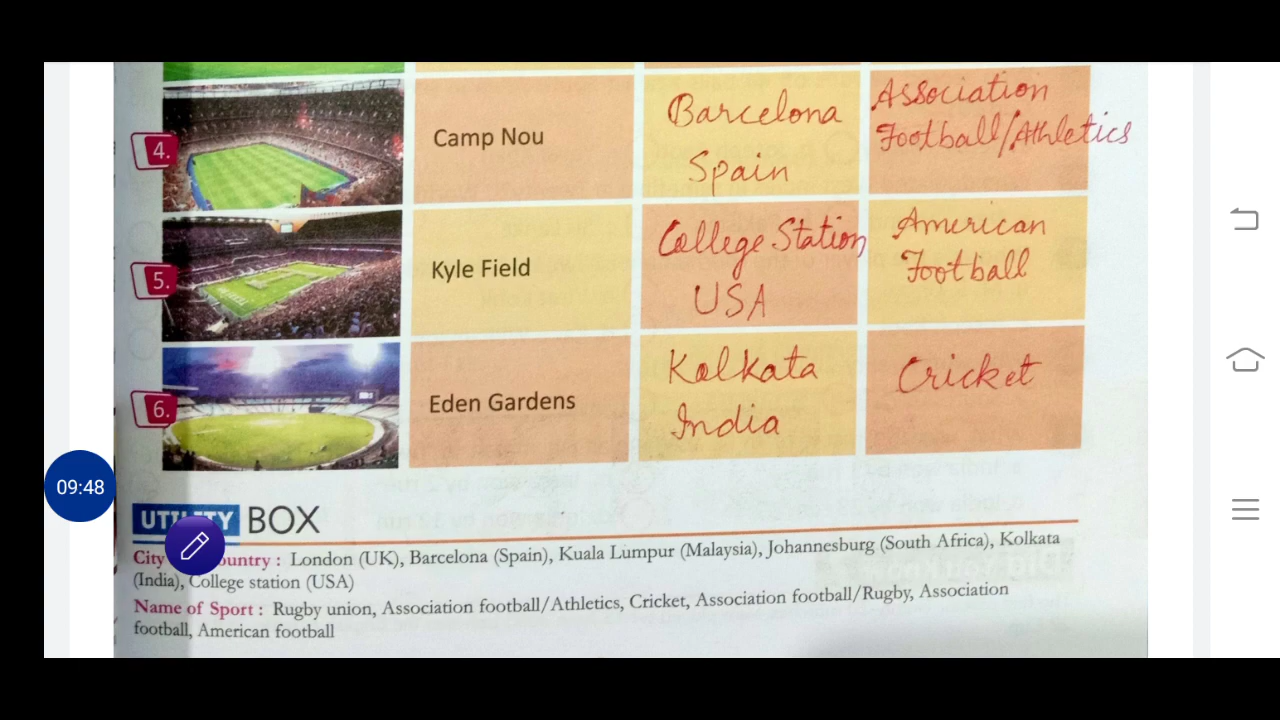 4.
Camp Nou
Barcelona
Spain
Association
Football/Athletics
5.
Kyle Field
College Station
USA
American
Football
6.
Eden Gardens
Kolkata
India
Cricket
09:48
UTILITY BOX
City ountry : London (UK), Barcelona (Spain), Kuala Lumpur (Malaysia), Johannesburg (South Africa), Kolkata
(India), College station (USA)
Name of Sport : Rugby union, Association football/Athletics, Cricket, Association football/Rugby, Association
football, American football